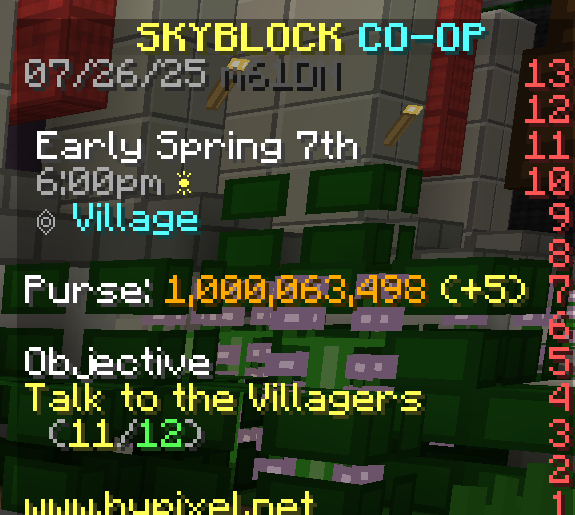 SKYBLOCK CO-OP
07/26/25 m61DH
13
12
Early Spring 7th
11
6:00pm ☀
10
Village
9
8
Purse: 1,000,063,498 (+5)
7
6
Objective
5
Talk to the Villagers
4
(11/12)
3
2
www.hypixel.net
1